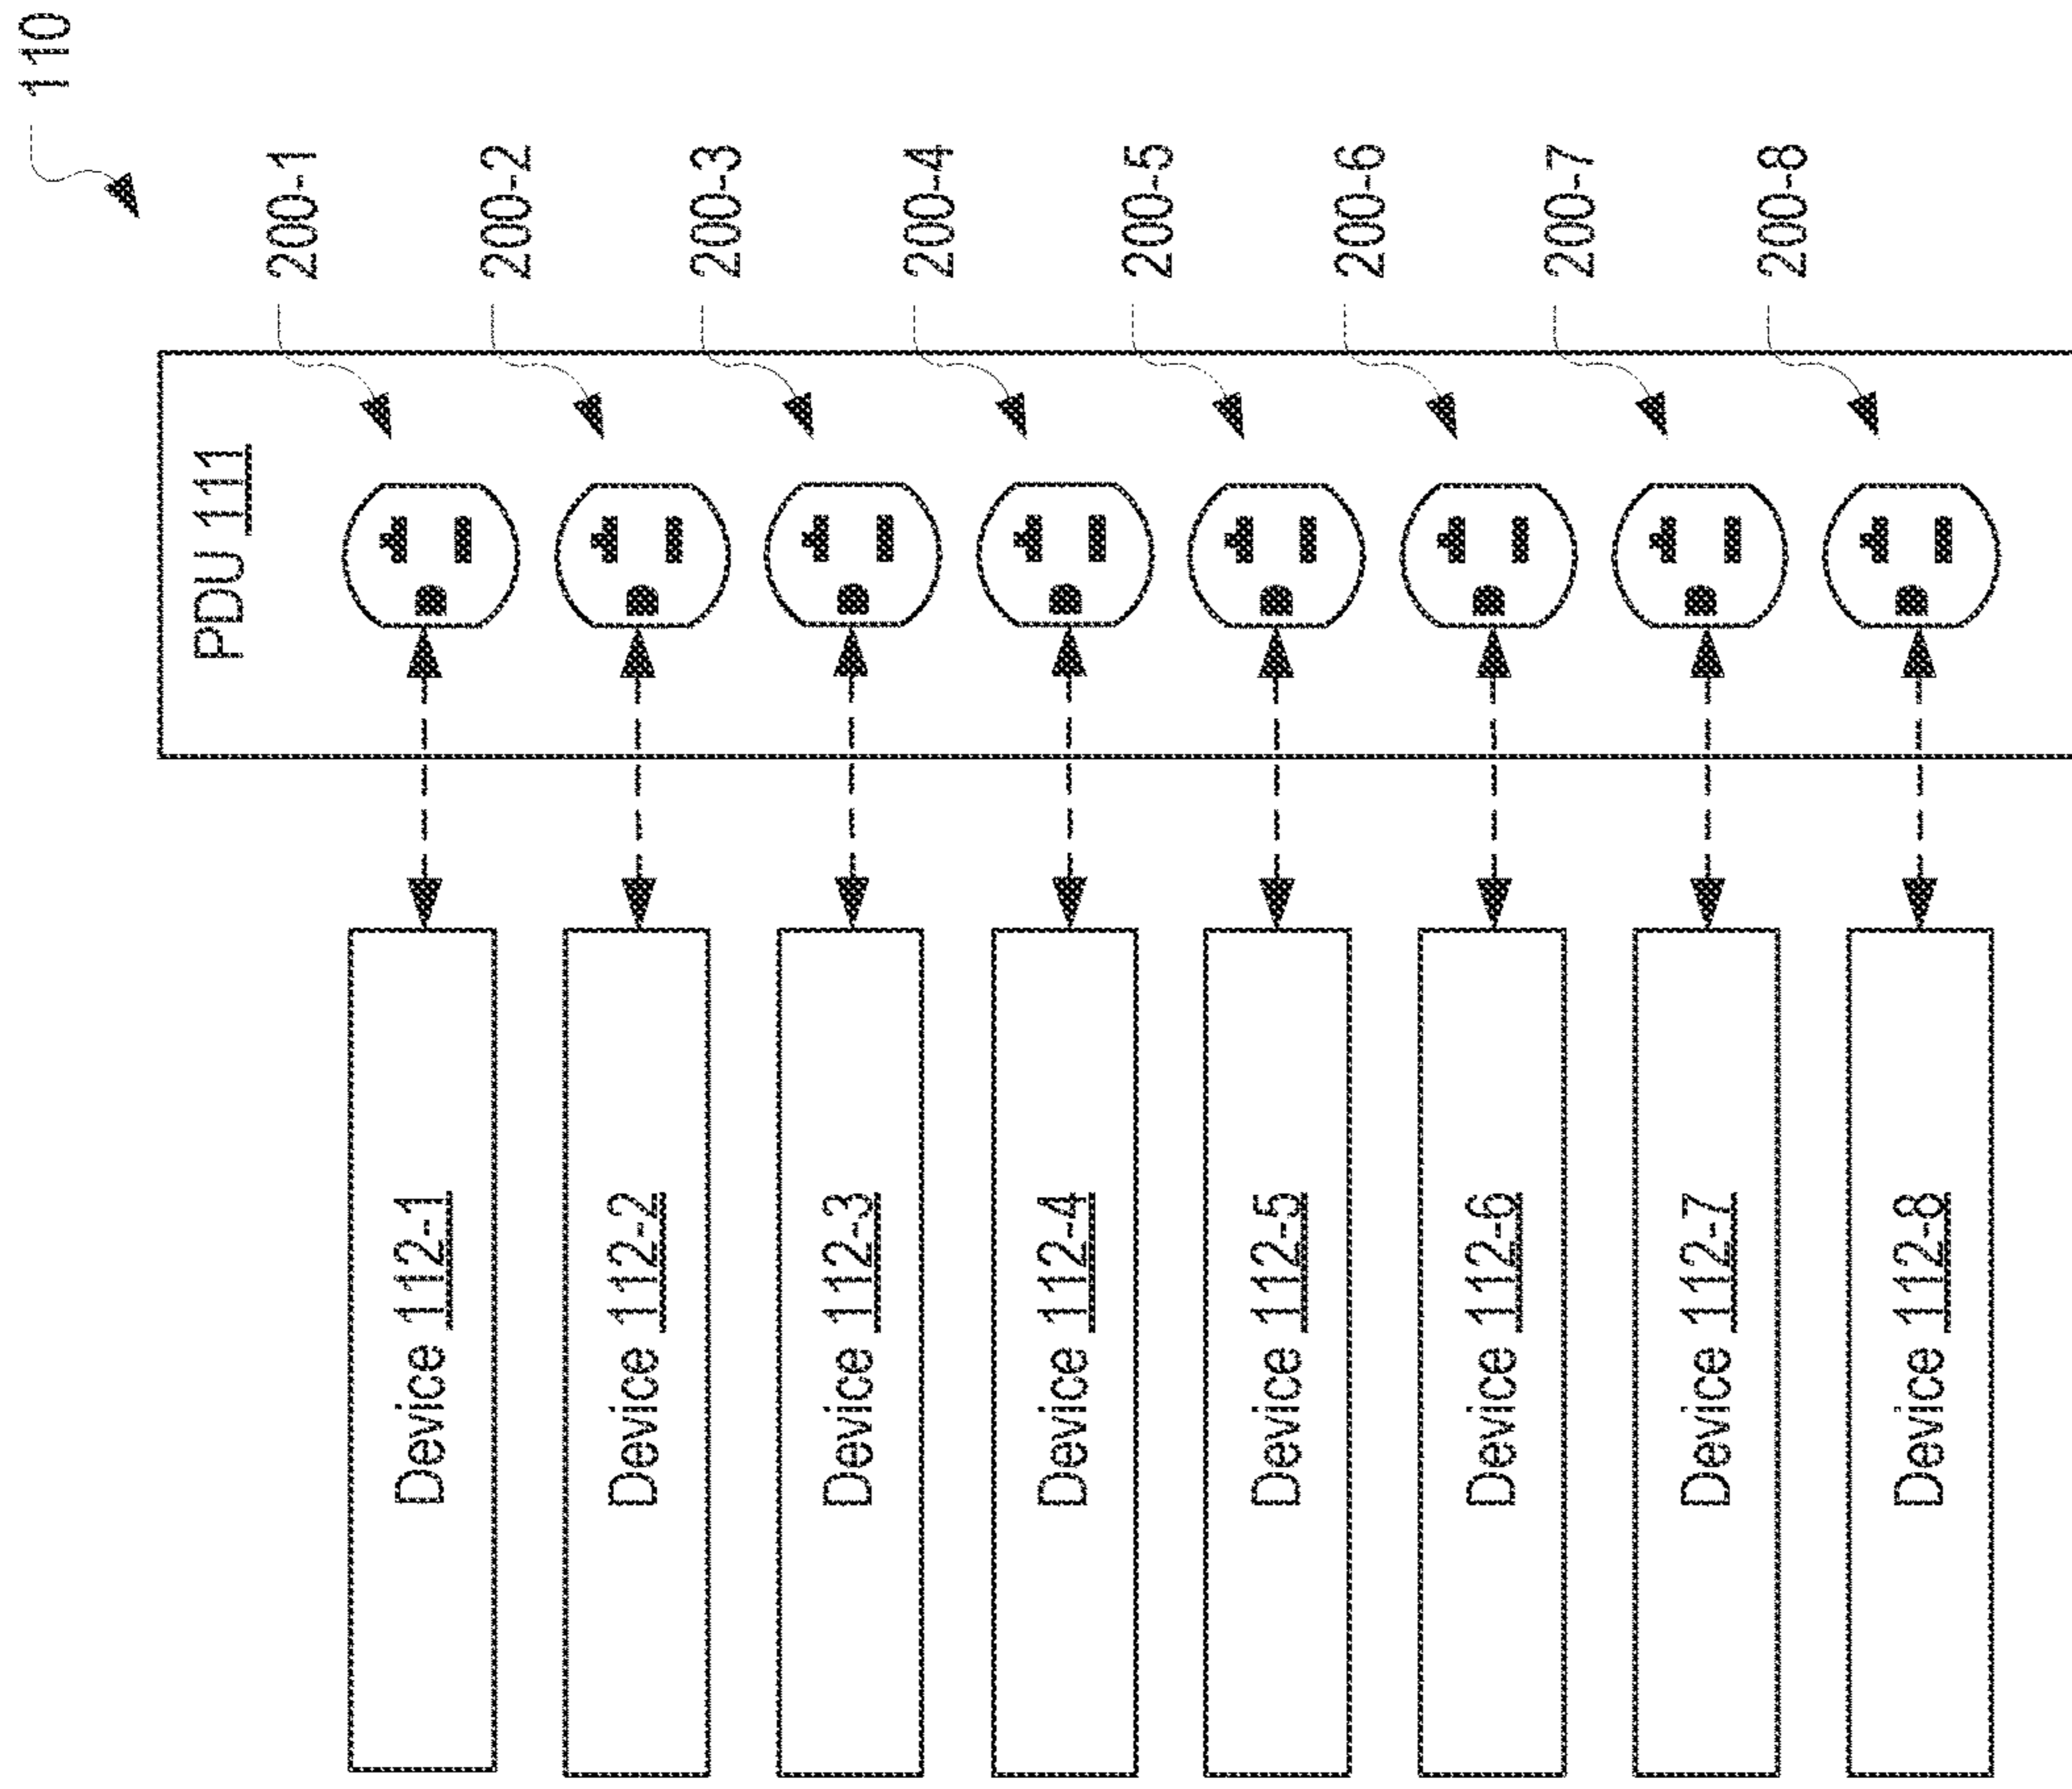 110
PDU 111
200-1
200-2
200-3
200-4
200-5
200-6
200-7
200-8
Device 112-1
Device 112-2
Device 112-3
Device 112-4
Device 112-5
Device 112-6
Device 112-7
Device 112-8